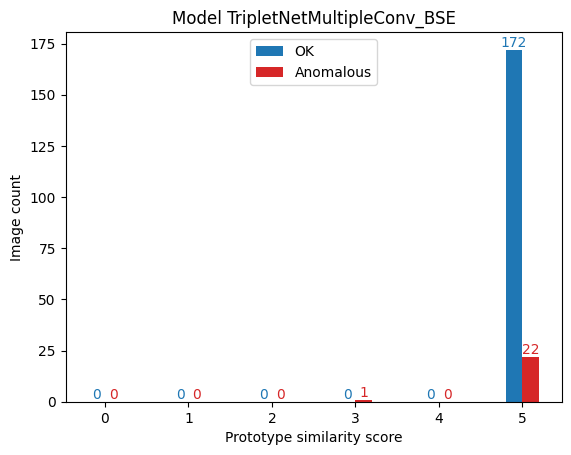 Model TripletNetMultipleConv_BSE
OK
Anomalous
Image count
175
150
125
100
75
50
25
0
0 0 0 0 0 0 0 1 0 0 172 22
0 1 2 3 4 5
Prototype similarity score